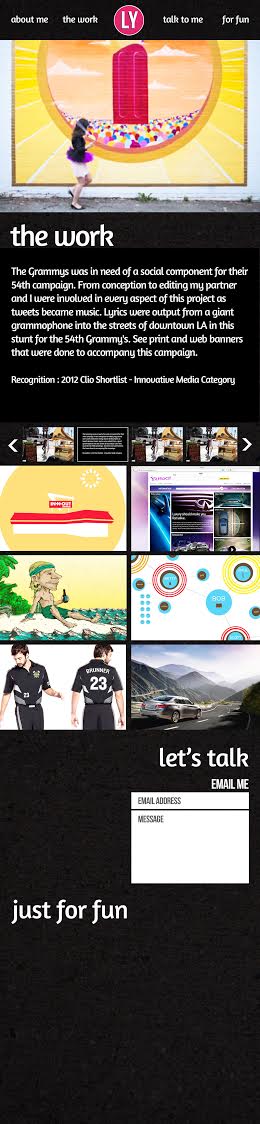 about me the work LY talk to me for fun
the work
The Grammys was in need of a social component for their
54th campaign. From conception to editing my partner
and I were involved in every aspect of this project as
tweets became music. Lyrics were output from a giant
grammophone into the streets of downtown LA in this
stunt for the 54th Grammy's. See print and web banners
that were done to accompany this campaign.
Recognition : 2012 Clio Shortlist - Innovative Media Category
IN-N-OUT
YAHOO!
808
BRUNNER
23
23
let's talk
EMAIL ME
EMAIL ADDRESS
MESSAGE
just for fun